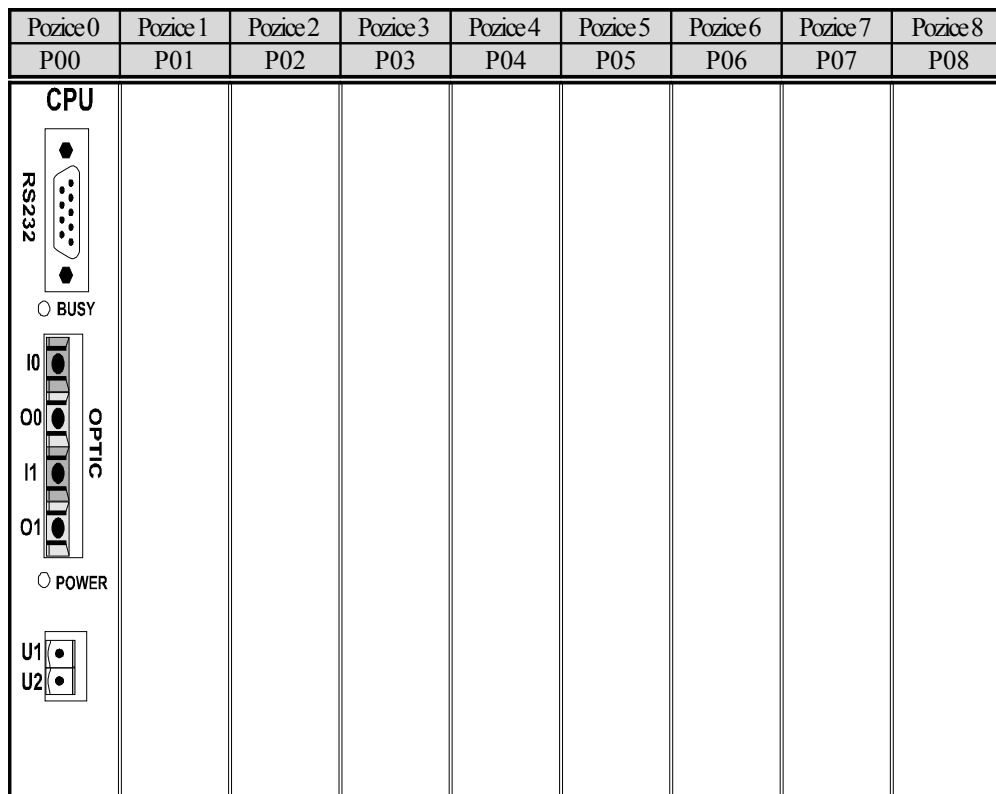 Pozice 0 Pozice 1 Pozice 2 Pozice 3 Pozice 4 Pozice 5 Pozice 6 Pozice 7 Pozice 8
P00 P01 P02 P03 P04 P05 P06 P07 P08
CPU
RS232
BUSY
I0
O0
OPTIC
I1
O1
POWER
U1
U2